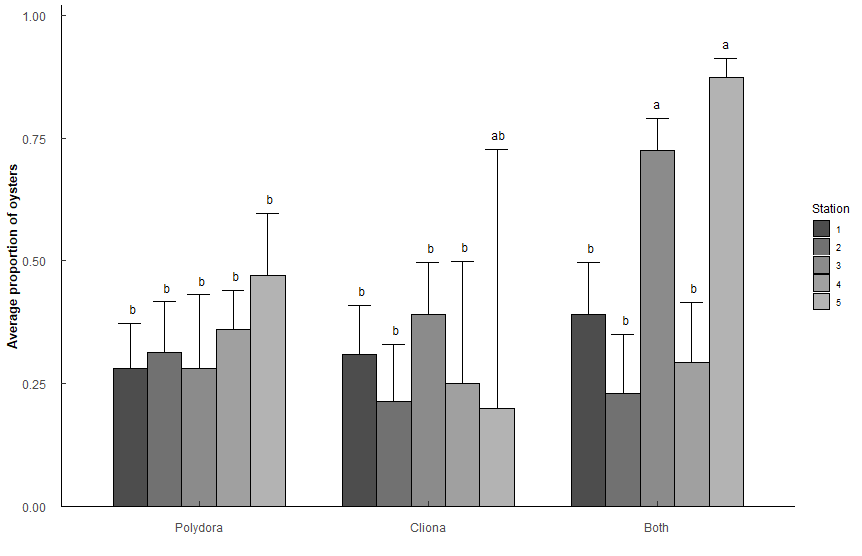 Average proportion of oysters
1.00
0.75
0.50
0.25
0.00
b
b
b
b
b
b
b
b
b
ab
b
b
a
b
a
Polydora
Cliona
Both
Station
1
2
3
4
5